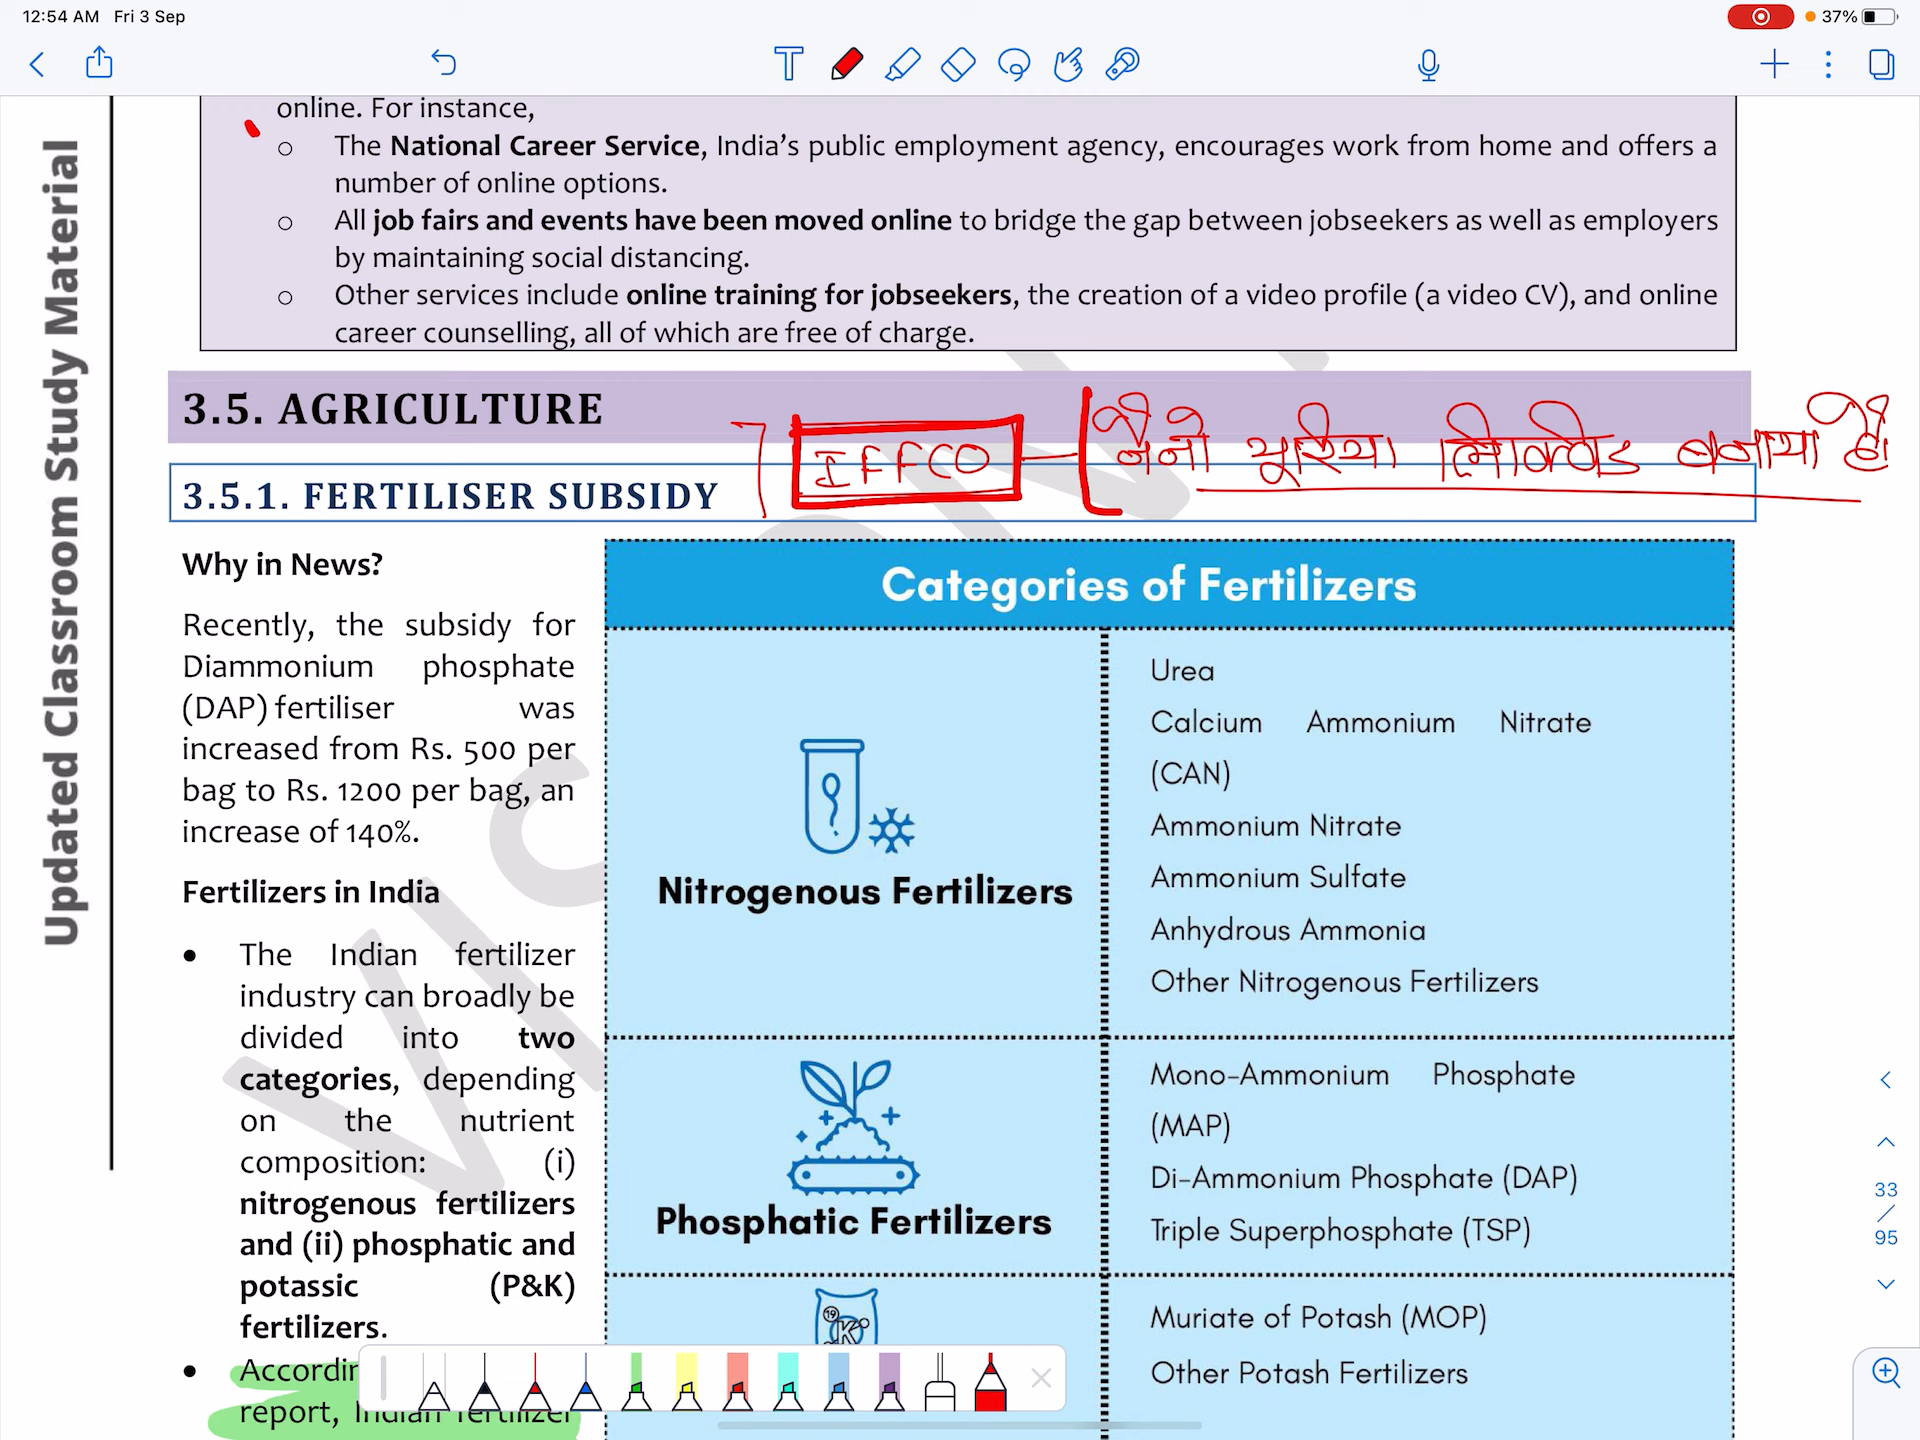 12:54 AM Fri 3 Sep
37%
Updated Classroom Study Material
online. For instance,
o The National Career Service, India’s public employment agency, encourages work from home and offers a
number of online options.
o All job fairs and events have been moved online to bridge the gap between jobseekers as well as employers
by maintaining social distancing.
o Other services include online training for jobseekers, the creation of a video profile (a video CV), and online
career counselling, all of which are free of charge.
3.5. AGRICULTURE
IFFCO — नैनो यूरिया लिक्विड बनाया है
3.5.1. FERTILISER SUBSIDY
Why in News?
Recently, the subsidy for
Diammonium phosphate
(DAP) fertiliser was
increased from Rs. 500 per
bag to Rs. 1200 per bag, an
increase of 140%.
Fertilizers in India
• The Indian fertilizer
industry can broadly be
divided into two
categories, depending
on the nutrient
composition: (i)
nitrogenous fertilizers
and (ii) phosphatic and
potassic (P&K)
fertilizers.
• Accordin
report, Indian fertilizer
Categories of Fertilizers
Nitrogenous Fertilizers
Urea
Calcium Ammonium Nitrate
(CAN)
Ammonium Nitrate
Ammonium Sulfate
Anhydrous Ammonia
Other Nitrogenous Fertilizers
Phosphatic Fertilizers
Mono-Ammonium Phosphate
(MAP)
Di-Ammonium Phosphate (DAP)
Triple Superphosphate (TSP)
19
K
Muriate of Potash (MOP)
Other Potash Fertilizers
33
/
95